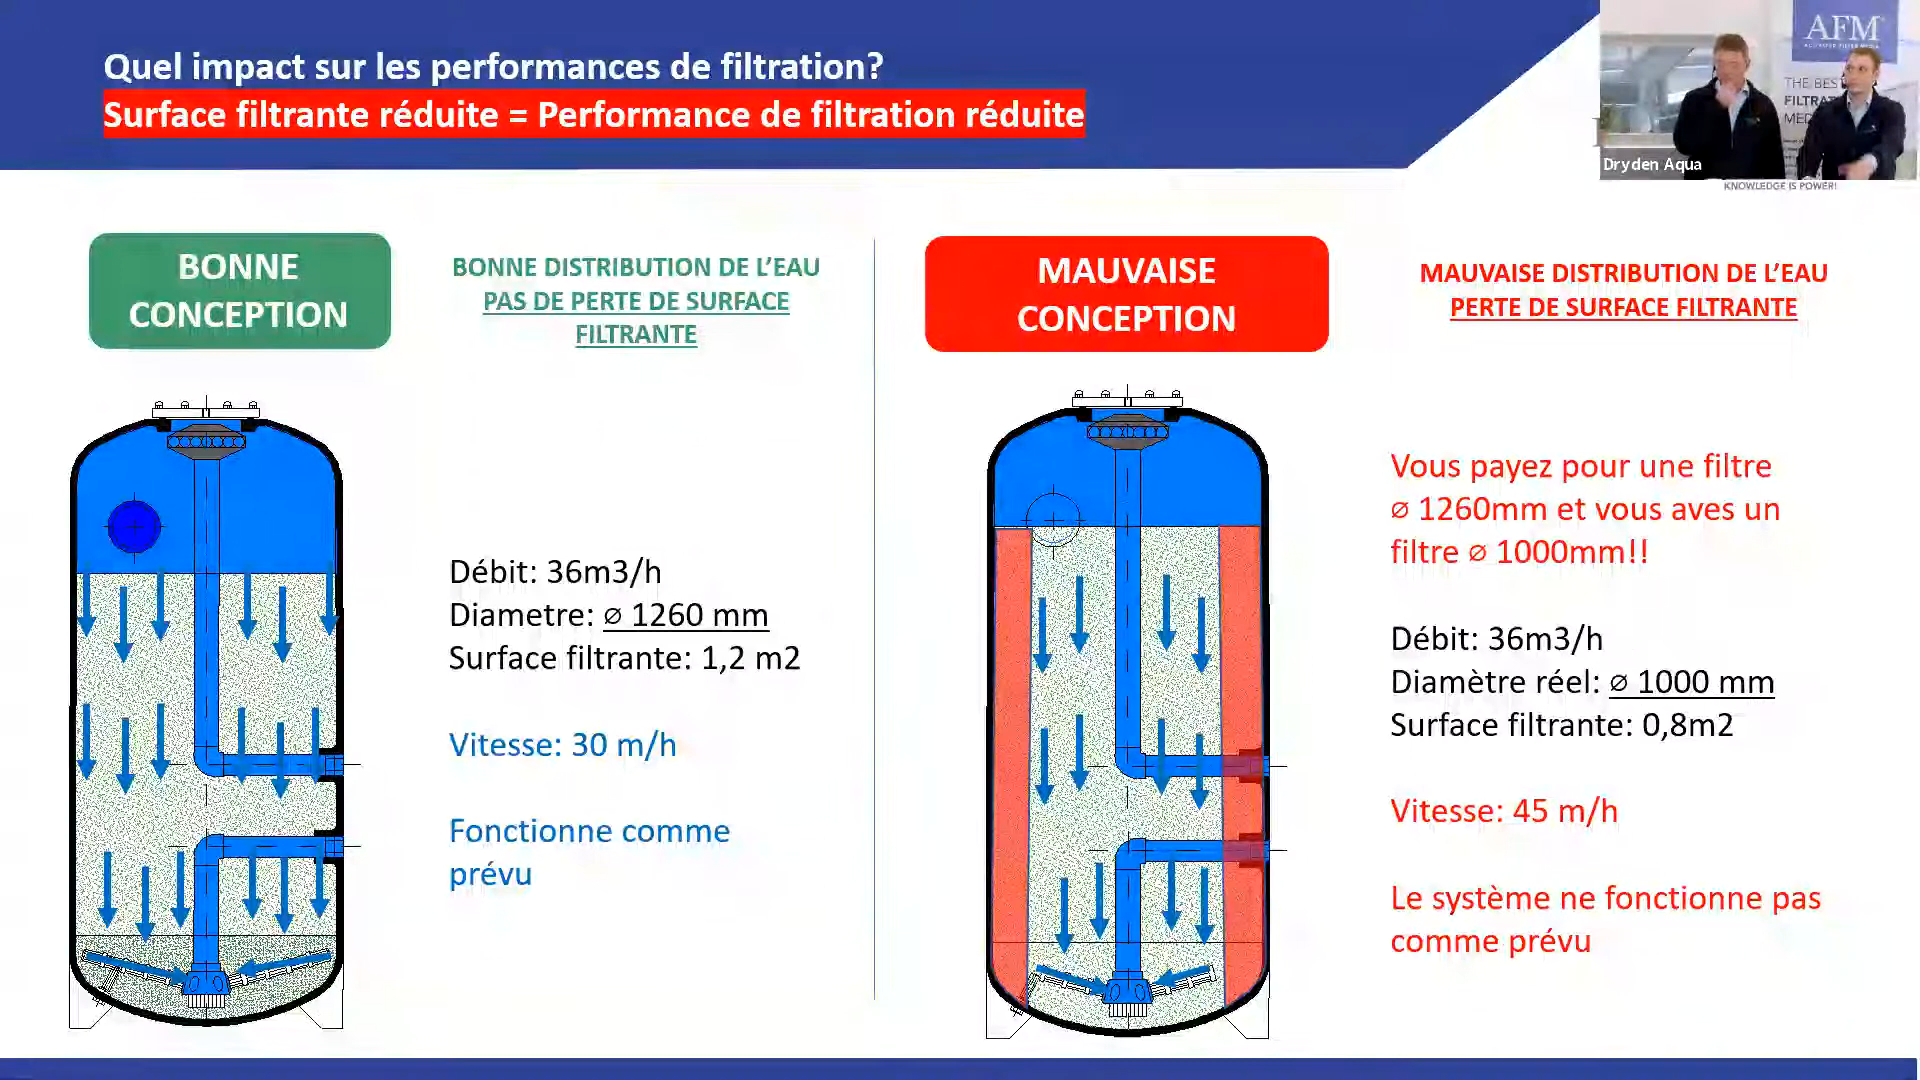 Quel impact sur les performances de filtration?
Surface filtrante réduite = Performance de filtration réduite
AFM
THE BES
FILTRAT
MED
Dryden Aqua
KNOWLEDGE IS POWER!
BONNE
CONCEPTION
BONNE DISTRIBUTION DE L’EAU
PAS DE PERTE DE SURFACE
FILTRANTE
Débit: 36m3/h
Diametre: ⌀ 1260 mm
Surface filtrante: 1,2 m2
Vitesse: 30 m/h
Fonctionne comme
prévu
MAUVAISE
CONCEPTION
MAUVAISE DISTRIBUTION DE L’EAU
PERTE DE SURFACE FILTRANTE
Vous payez pour une filtre
⌀ 1260mm et vous aves un
filtre ⌀ 1000mm!!
Débit: 36m3/h
Diamètre réel: ⌀ 1000 mm
Surface filtrante: 0,8m2
Vitesse: 45 m/h
Le système ne fonctionne pas
comme prévu